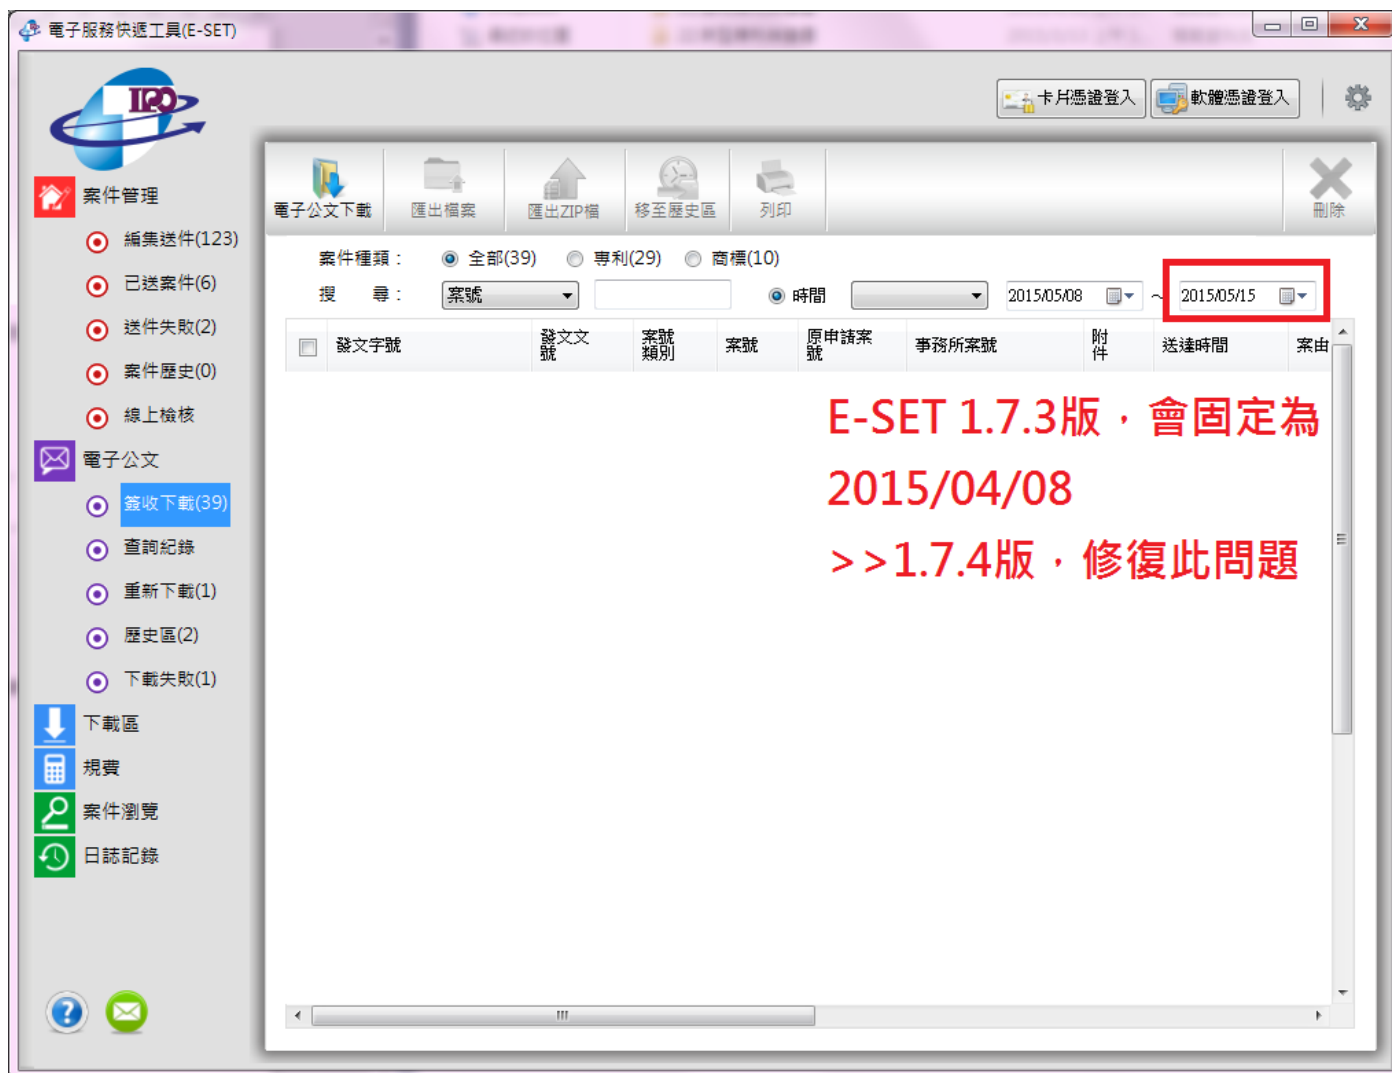 電子服務快遞工具(E-SET)
IPO
卡片憑證登入
軟體憑證登入
電子公文下載
匯出檔案
匯出ZIP檔
移至歷史區
列印
刪除
案件管理
編集送件(123)
已送案件(6)
送件失敗(2)
案件歷史(0)
線上檢核
電子公文
簽收下載(39)
查詢紀錄
重新下載(1)
歷史區(2)
下載失敗(1)
下載區
規費
案件瀏覽
日誌記錄
案件種類： 全部(39) 專利(29) 商標(10)
搜 尋： 案號 時間 2015/05/08 ~ 2015/05/15
發文字號 發文文號 案號類別 案號 原申請案號 事務所案號 附件 送達時間 案由
E-SET 1.7.3版，會固定為
2015/04/08
>>1.7.4版，修復此問題